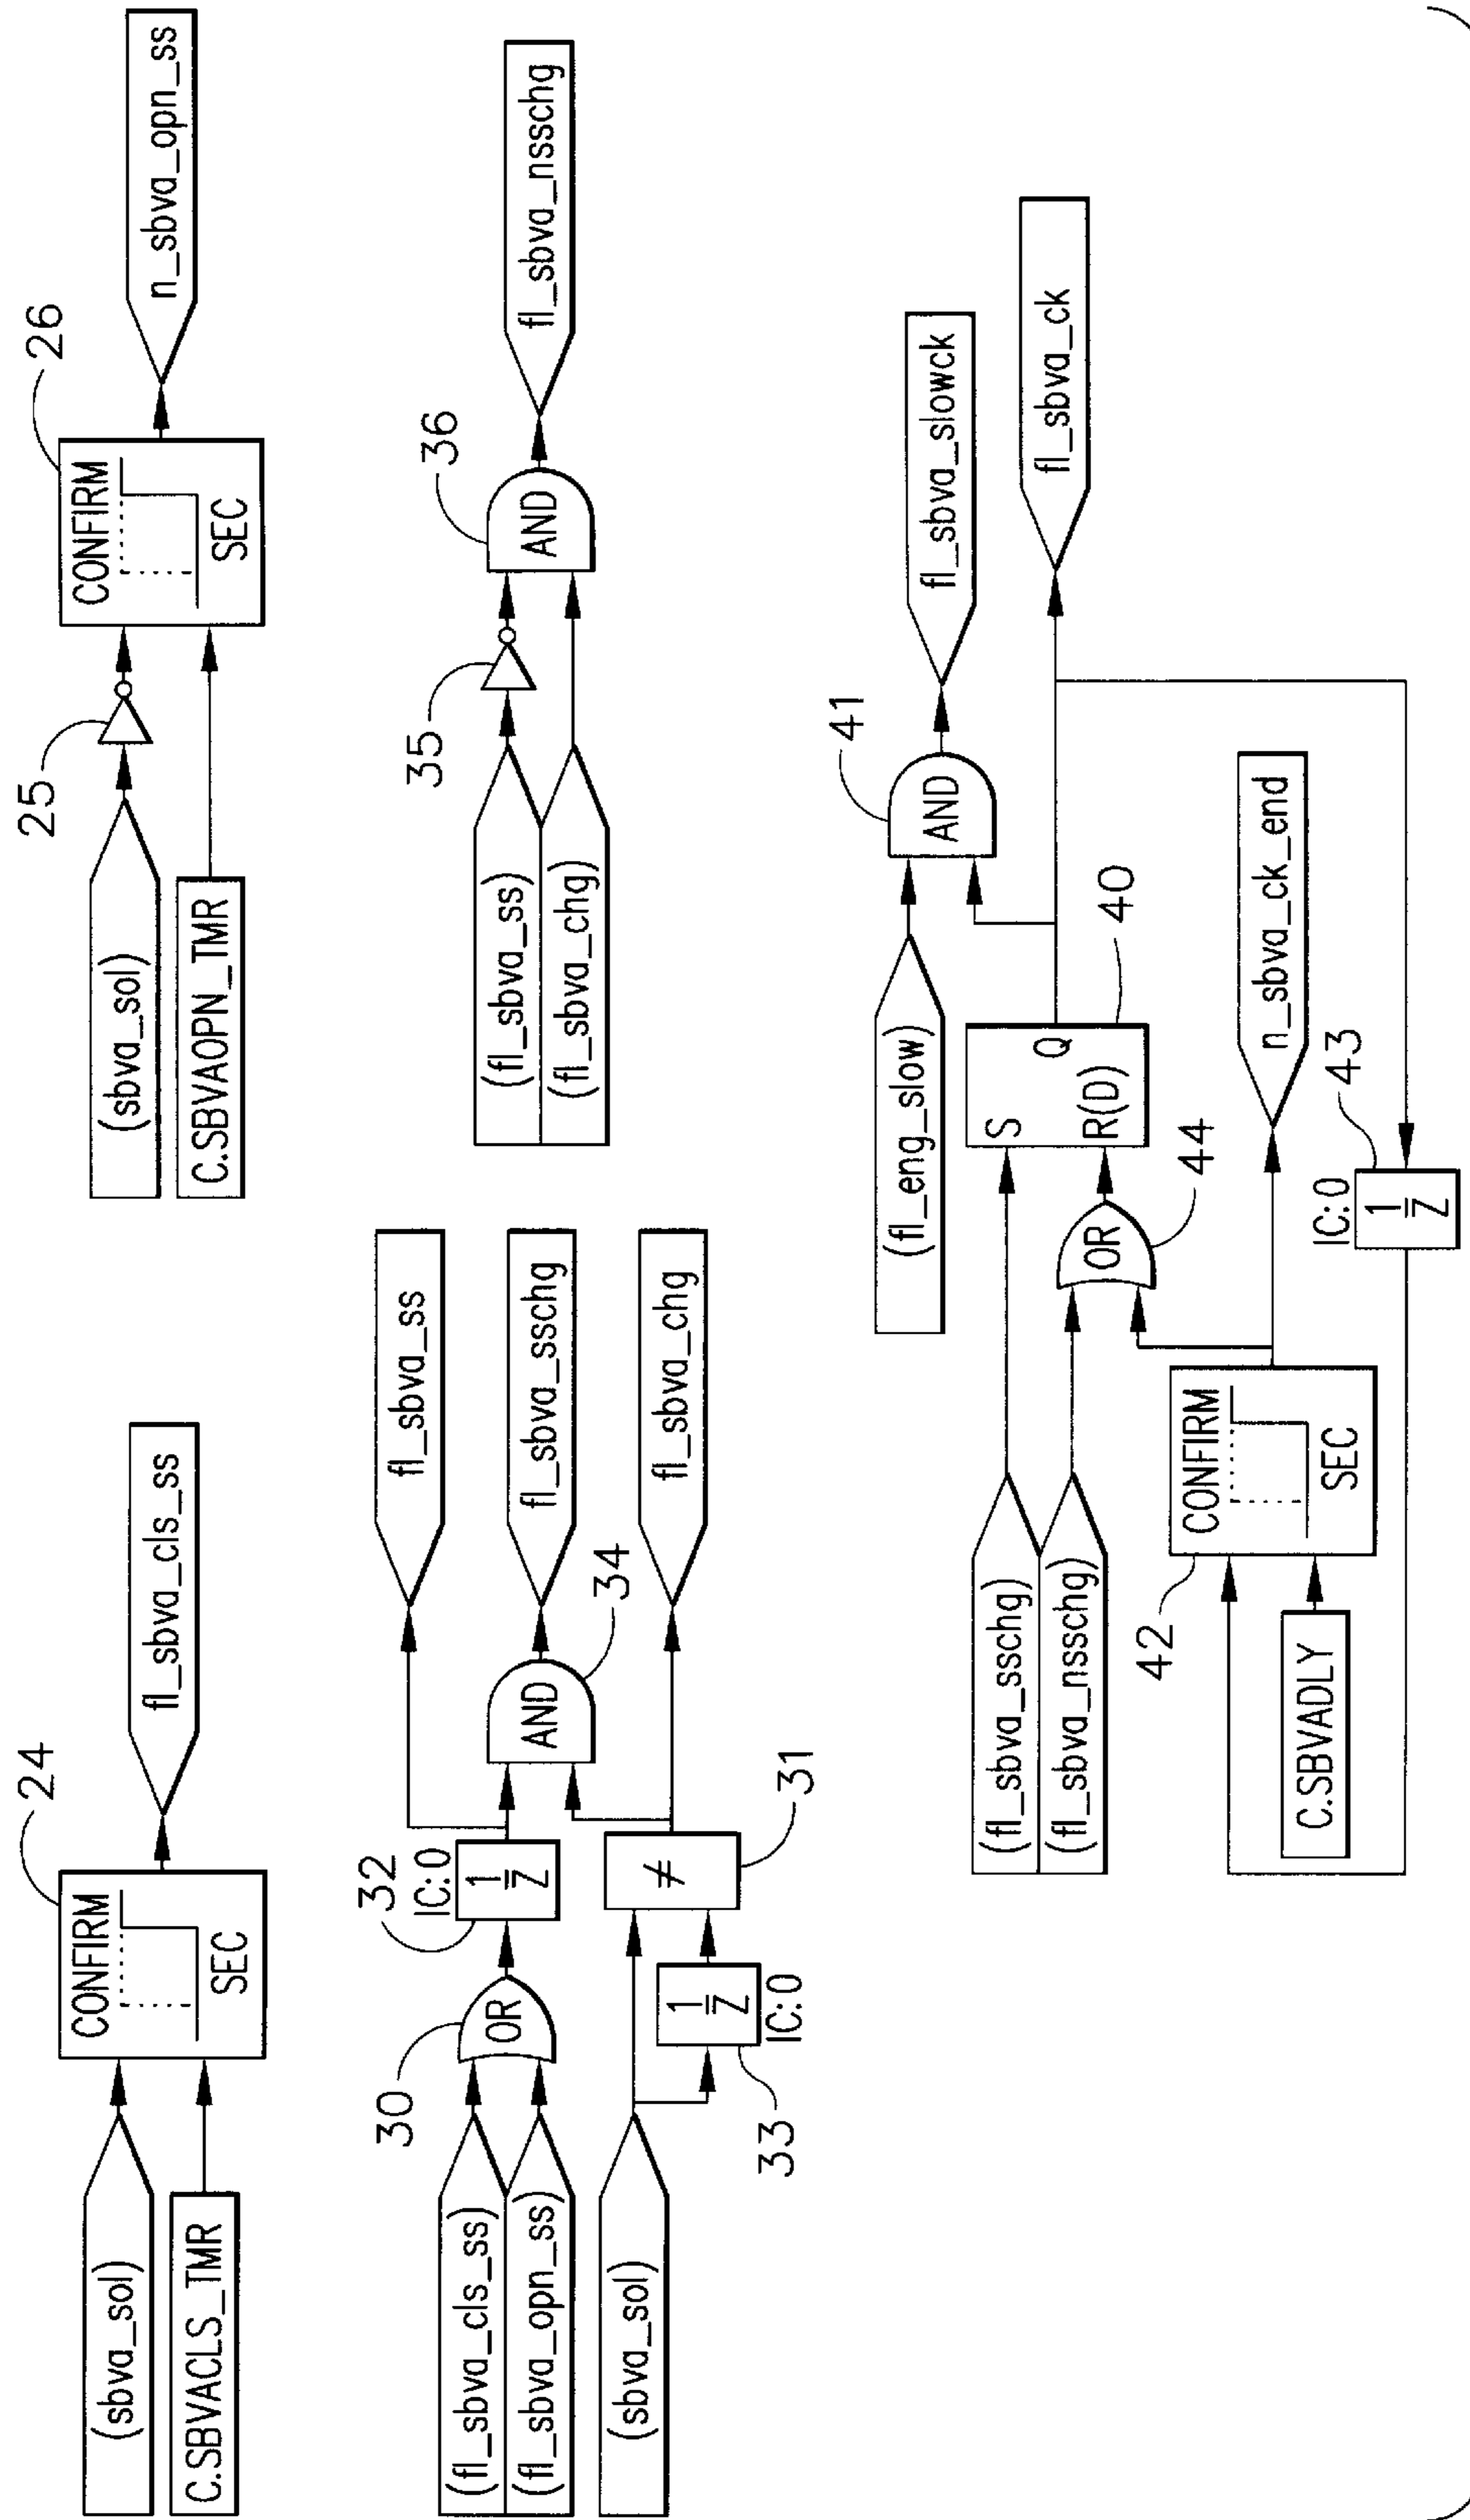 (sbva_sol)
C.SBVACLS_TMR
CONFIRM
SEC
24
fl_sbva_cls_ss
(sbva_sol)
C.SBVAOPN_TMR
25
CONFIRM
SEC
26
n_sbva_opn_ss
(fl_sbva_cls_ss)
(fl_sbva_opn_ss)
(sbva_sol)
30
OR
32
IC:0
1
Z
33
1
Z
IC:0
≠
31
AND
34
fl_sbva_ss
fl_sbva_sschg
fl_sbva_chg
(fl_sbva_ss)
(fl_sbva_chg)
35
AND
36
fl_sbva_nsschg
(fl_sbva_sschg)
(fl_sbva_nsschg)
C.SBVADLY
42
CONFIRM
SEC
OR
44
S
R(D)
Q
40
(fl_eng_slow)
41
AND
fl_sbva_slowck
fl_sbva_ck
n_sbva_ck_end
IC:0
1
Z
43